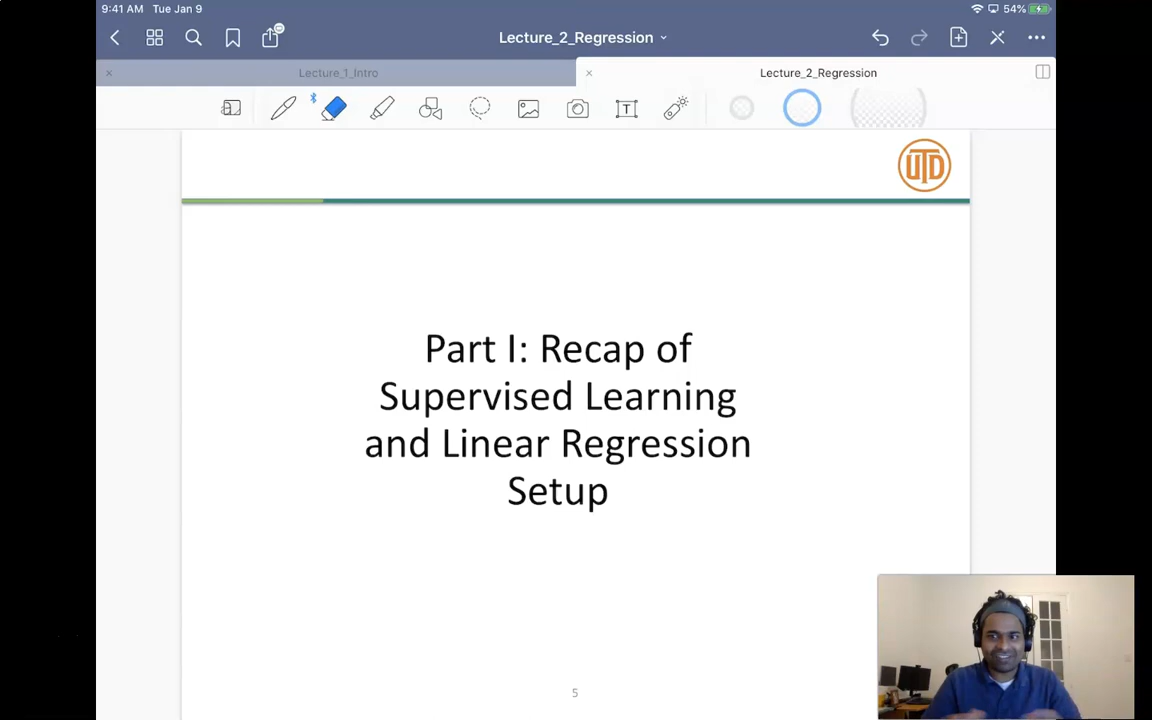 9:41 AM Tue Jan 9
54%
Lecture_2_Regression
Lecture_1_Intro
Lecture_2_Regression
T
UTD
Part I: Recap of
Supervised Learning
and Linear Regression
Setup
5